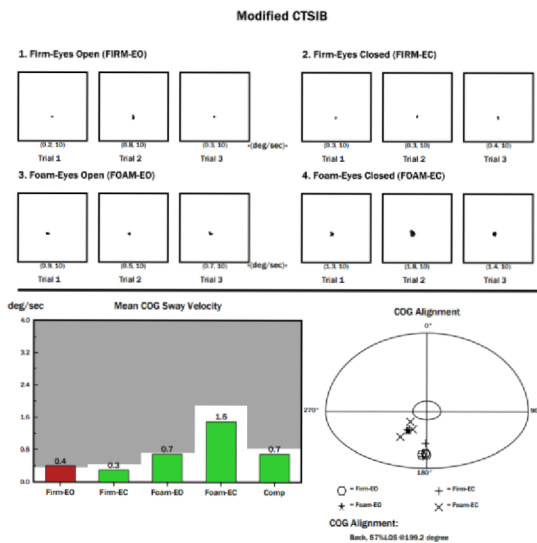 Modified CTSIB
1. Firm-Eyes Open (FIRM-EO)
2. Firm-Eyes Closed (FIRM-EC)
(0.2, 10) (0.8, 10) (0.3, 10) •(deg/sec)•
(0.3, 10) (0.3, 10) (0.4, 10)
Trial 1 Trial 2 Trial 3
Trial 1 Trial 2 Trial 3
3. Foam-Eyes Open (FOAM-EO)
4. Foam-Eyes Closed (FOAM-EC)
(0.9, 10) (0.5, 10) (0.7, 10) •(deg/sec)•
(1.3, 10) (1.8, 10) (1.4, 10)
Trial 1 Trial 2 Trial 3
Trial 1 Trial 2 Trial 3
deg/sec Mean COG Sway Velocity
4.0
3.2
2.4
1.6
0.8
0.0
0.4 0.3 0.7 1.5 0.7
Firm-EO Firm-EC Foam-EO Foam-EC Comp
COG Alignment
0°
270°
90
180°
= Firm-EO = Firm-EC
= Foam-EO = Foam-EC
COG Alignment:
Back, 57%LOS @199.2 degree